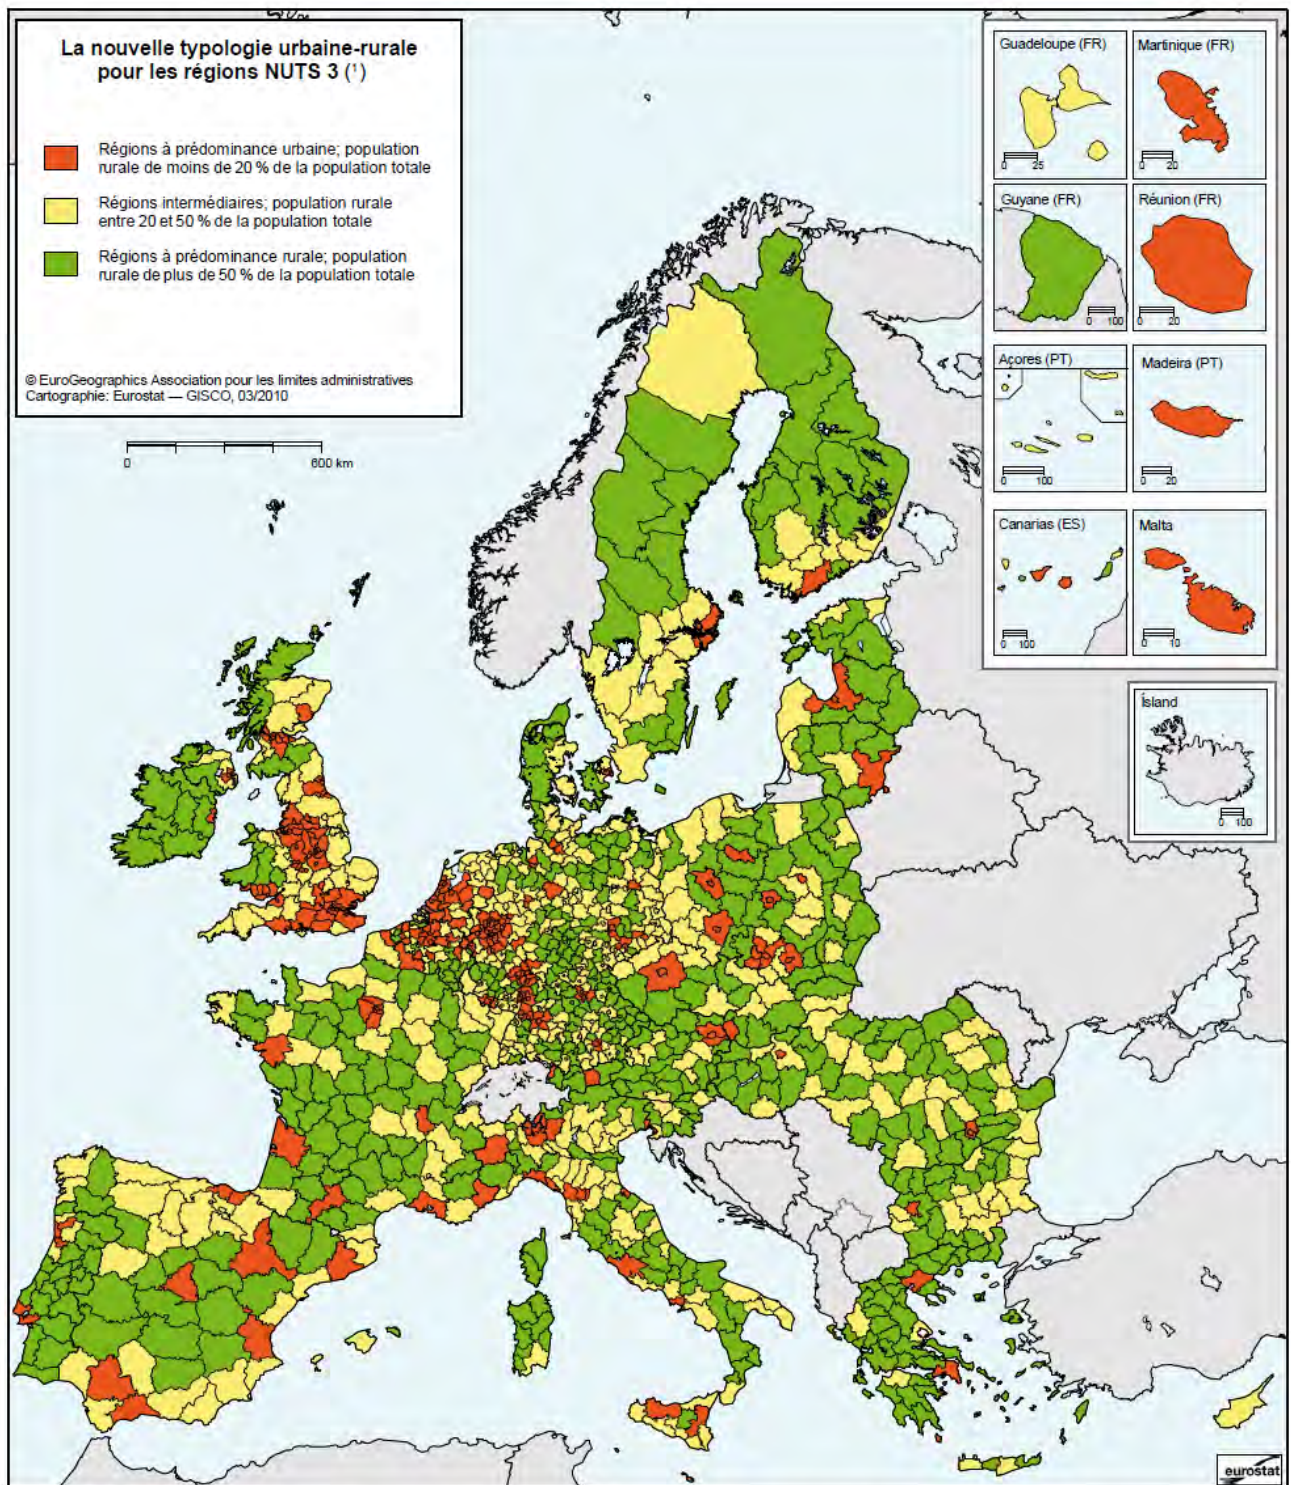 La nouvelle typologie urbaine-rurale
pour les régions NUTS 3 (¹)
Régions à prédominance urbaine; population
rurale de moins de 20 % de la population totale
Régions intermédiaires; population rurale
entre 20 et 50 % de la population totale
Régions à prédominance rurale; population
rurale de plus de 50 % de la population totale
© EuroGeographics Association pour les limites administratives
Cartographie: Eurostat — GISCO, 03/2010
0 600 km
Guadeloupe (FR)
0 25
Martinique (FR)
0 20
Guyane (FR)
0 100
Réunion (FR)
0 20
Açores (PT)
0 100
Madeira (PT)
0 20
Canarias (ES)
0 100
Malta
0 10
Ísland
0 100
eurostat